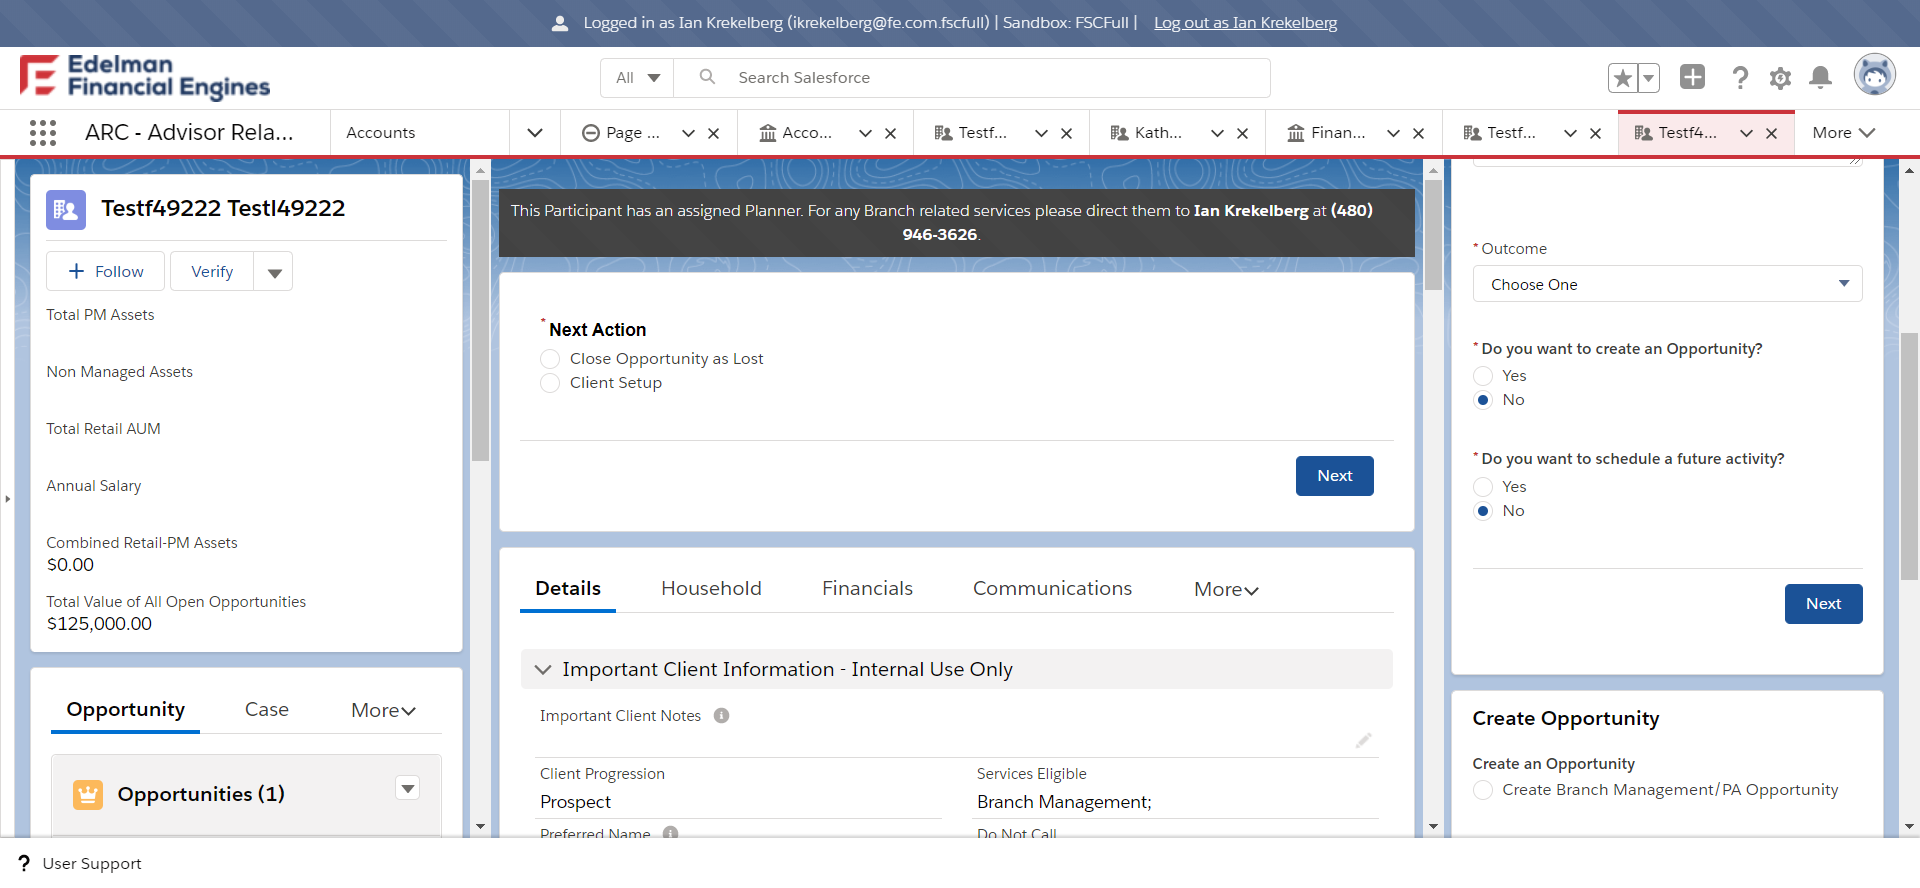 Logged in as Ian Krekelberg (ikrekelberg@fe.com.fscfull) | Sandbox: FSCFull | Log out as Ian Krekelberg
Edelman
Financial Engines
All
Search Salesforce
ARC - Advisor Rela...
Accounts
Page ...
Acco...
Testf...
Kath...
Finan...
Testf...
Testf4...
More
Testf49222 Testl49222
Follow
Verify
Total PM Assets
Non Managed Assets
Total Retail AUM
Annual Salary
Combined Retail-PM Assets
$0.00
Total Value of All Open Opportunities
$125,000.00
Opportunity
Case
More
Opportunities (1)
This Participant has an assigned Planner. For any Branch related services please direct them to Ian Krekelberg at (480)
946-3626.
*Next Action
Close Opportunity as Lost
Client Setup
Next
Details
Household
Financials
Communications
More
Important Client Information - Internal Use Only
Important Client Notes
Client Progression
Prospect
Services Eligible
Branch Management;
Preferred Name
Do Not Call
*Outcome
Choose One
*Do you want to create an Opportunity?
Yes
No
*Do you want to schedule a future activity?
Yes
No
Next
Create Opportunity
Create an Opportunity
Create Branch Management/PA Opportunity
? User Support